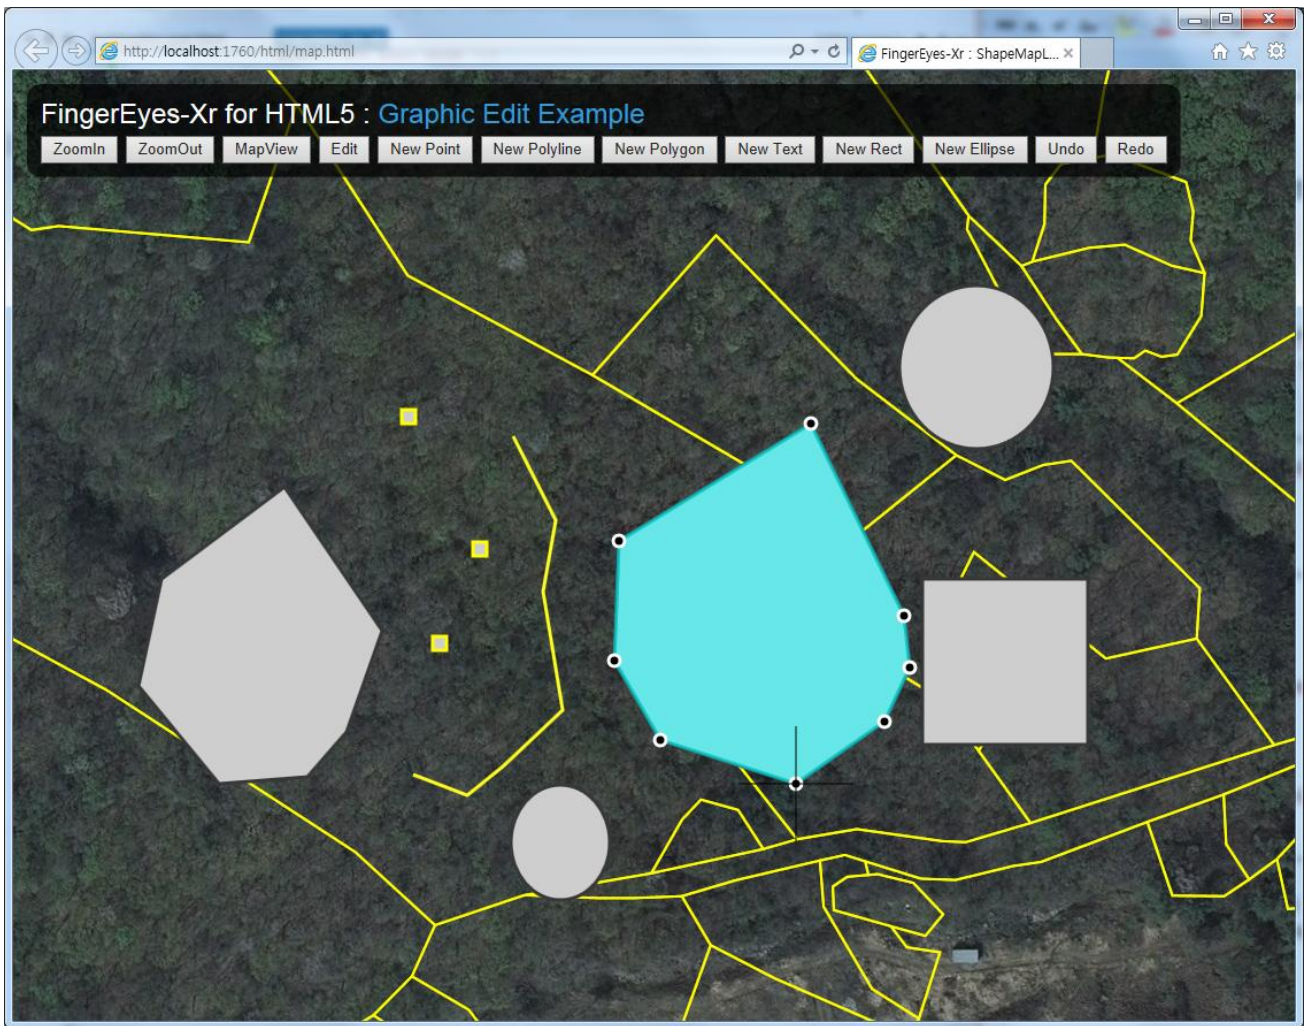 http://localhost:1760/html/map.html
FingerEyes-Xr : ShapeMapL...
FingerEyes-Xr for HTML5 : Graphic Edit Example
ZoomIn ZoomOut MapView Edit New Point New Polyline New Polygon New Text New Rect New Ellipse Undo Redo